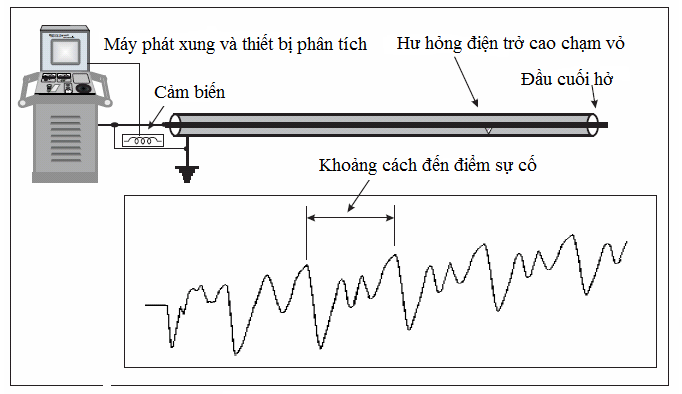 Máy phát xung và thiết bị phân tích
Hư hỏng điện trở cao chạm vỏ
Đầu cuối hở
Cảm biến
Khoảng cách đến điểm sự cố